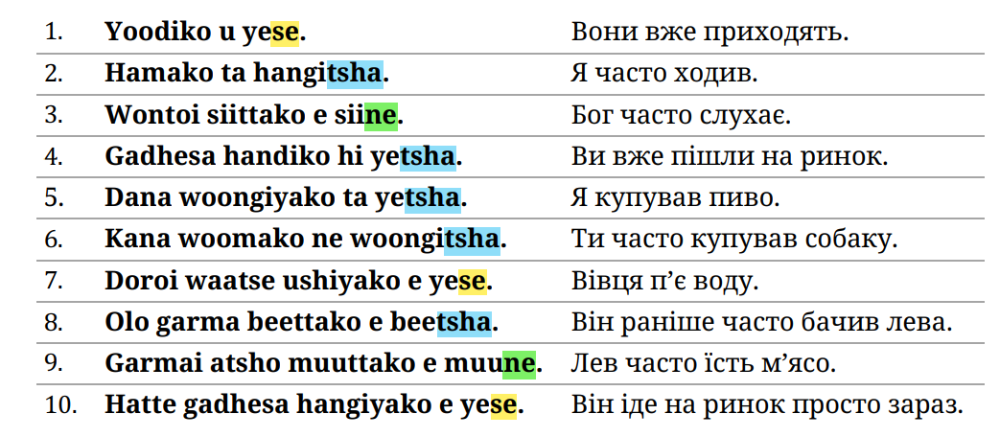 1. Yoodiko u yese. Вони вже приходять.
2. Hamako ta hangitsha. Я часто ходив.
3. Wontoi siittako e siine. Бог часто слухає.
4. Gadhesa handiko hi yetsha. Ви вже пішли на ринок.
5. Dana woongiyako ta yetsha. Я купував пиво.
6. Kana woomako ne woongitsha. Ти часто купував собаку.
7. Doroi waatse ushiyako e yese. Вівця п’є воду.
8. Olo garma beettako e beetsha. Він раніше часто бачив лева.
9. Garmai atsho muuttako e muune. Лев часто їсть м’ясо.
10. Hatte gadhesa hangiyako e yese. Він іде на ринок просто зараз.